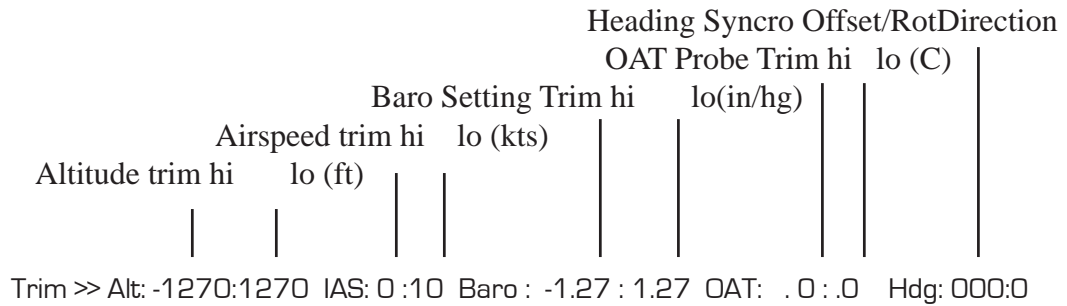 Heading Syncro Offset/RotDirection
OAT Probe Trim hi lo (C)
Baro Setting Trim hi lo(in/hg)
Airspeed trim hi lo (kts)
Altitude trim hi lo (ft)
Trim >> Alt: -1270:1270 IAS: 0 :10 Baro : -1.27 : 1.27 OAT: . 0 : .0 Hdg: 000:0